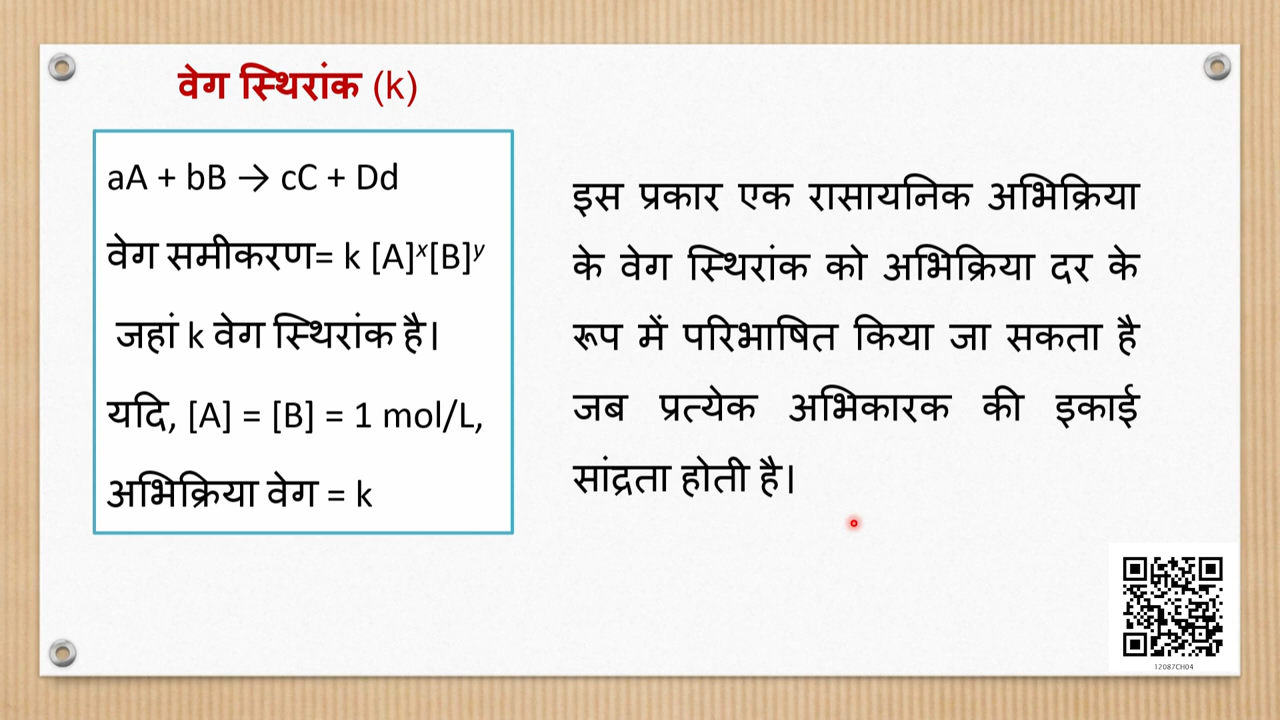 वेग स्थिरांक (k)
aA + bB → cC + Dd
वेग समीकरण= k [A]ˣ[B]ʸ
जहां k वेग स्थिरांक है।
यदि, [A] = [B] = 1 mol/L,
अभिक्रिया वेग = k
इस प्रकार एक रासायनिक अभिक्रिया
के वेग स्थिरांक को अभिक्रिया दर के
रूप में परिभाषित किया जा सकता है
जब प्रत्येक अभिकारक की इकाई
सांद्रता होती है।
12087CH04